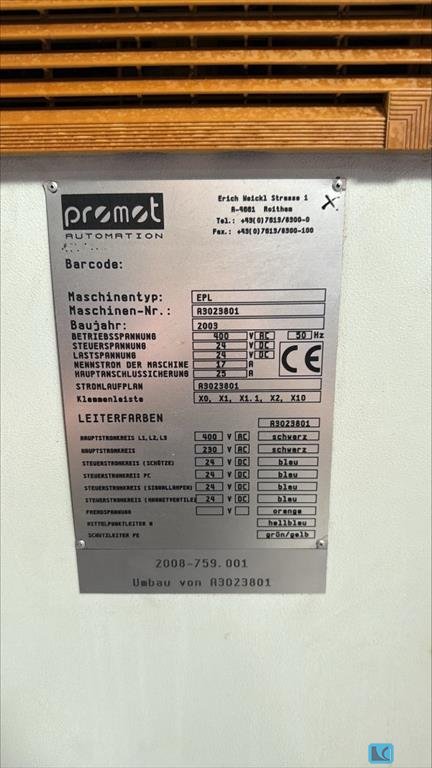 promot
AUTOMATION
Erich Weickl Strasse 1
A-4661 Roitham
Tel.: +43(0)7613/8300-0
Fax.: +43(0)7613/8300-100
X
Barcode:
Maschinentyp: EPL
Maschinen-Nr.: A3023801
Baujahr: 2003
BETRIEBSSPANNUNG 400 V AC 50 Hz
STEUERSPANNUNG 24 V DC
LASTSPANNUNG 24 V DC
NENNSTROM DER MASCHINE 17 A
HAUPTANSCHLUSSICHERUNG 25 A
CE
STROMLAUFPLAN A3023801
Klemmenleiste X0, X1, X1.1, X2, X10
LEITERFARBEN A3023801
HAUPTSTROMKREIS L1,L2,L3 400 V AC schwarz
HAUPTSTROMKREIS 230 V AC schwarz
STEUERSTROMKREIS (SCHÜTZE) 24 V DC blau
STEUERSTROMKREIS PC 24 V DC blau
STEUERSTROMKREIS (SIGNALLAMPEN) 24 V DC blau
STEUERSTROMKREIS (MAGNETVENTILE) 24 V DC blau
FREMDSPANNUNG V orange
MITTELPUNKTLEITER N hellblau
SCHUTZLEITER PE grün/gelb
2008-759.001
Umbau von A3023801